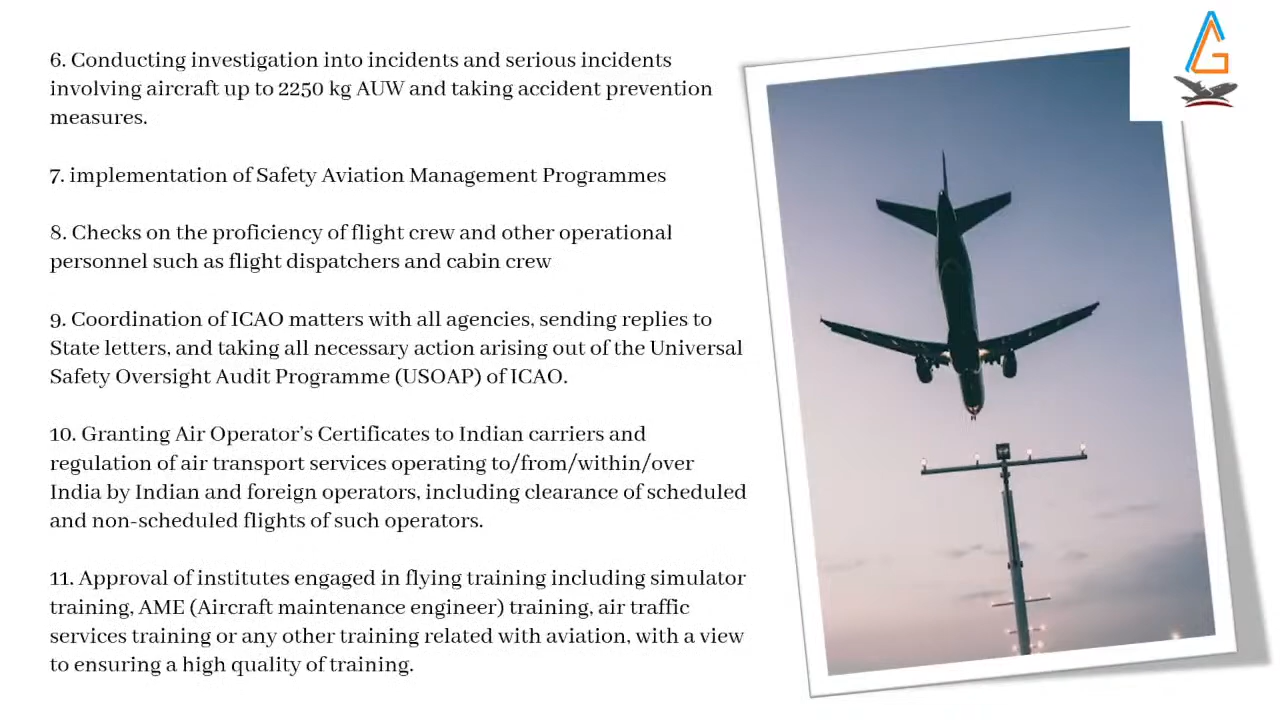 6. Conducting investigation into incidents and serious incidents
involving aircraft up to 2250 kg AUW and taking accident prevention
measures.
7. implementation of Safety Aviation Management Programmes
8. Checks on the proficiency of flight crew and other operational
personnel such as flight dispatchers and cabin crew
9. Coordination of ICAO matters with all agencies, sending replies to
State letters, and taking all necessary action arising out of the Universal
Safety Oversight Audit Programme (USOAP) of ICAO.
10. Granting Air Operator’s Certificates to Indian carriers and
regulation of air transport services operating to/from/within/over
India by Indian and foreign operators, including clearance of scheduled
and non-scheduled flights of such operators.
11. Approval of institutes engaged in flying training including simulator
training, AME (Aircraft maintenance engineer) training, air traffic
services training or any other training related with aviation, with a view
to ensuring a high quality of training.